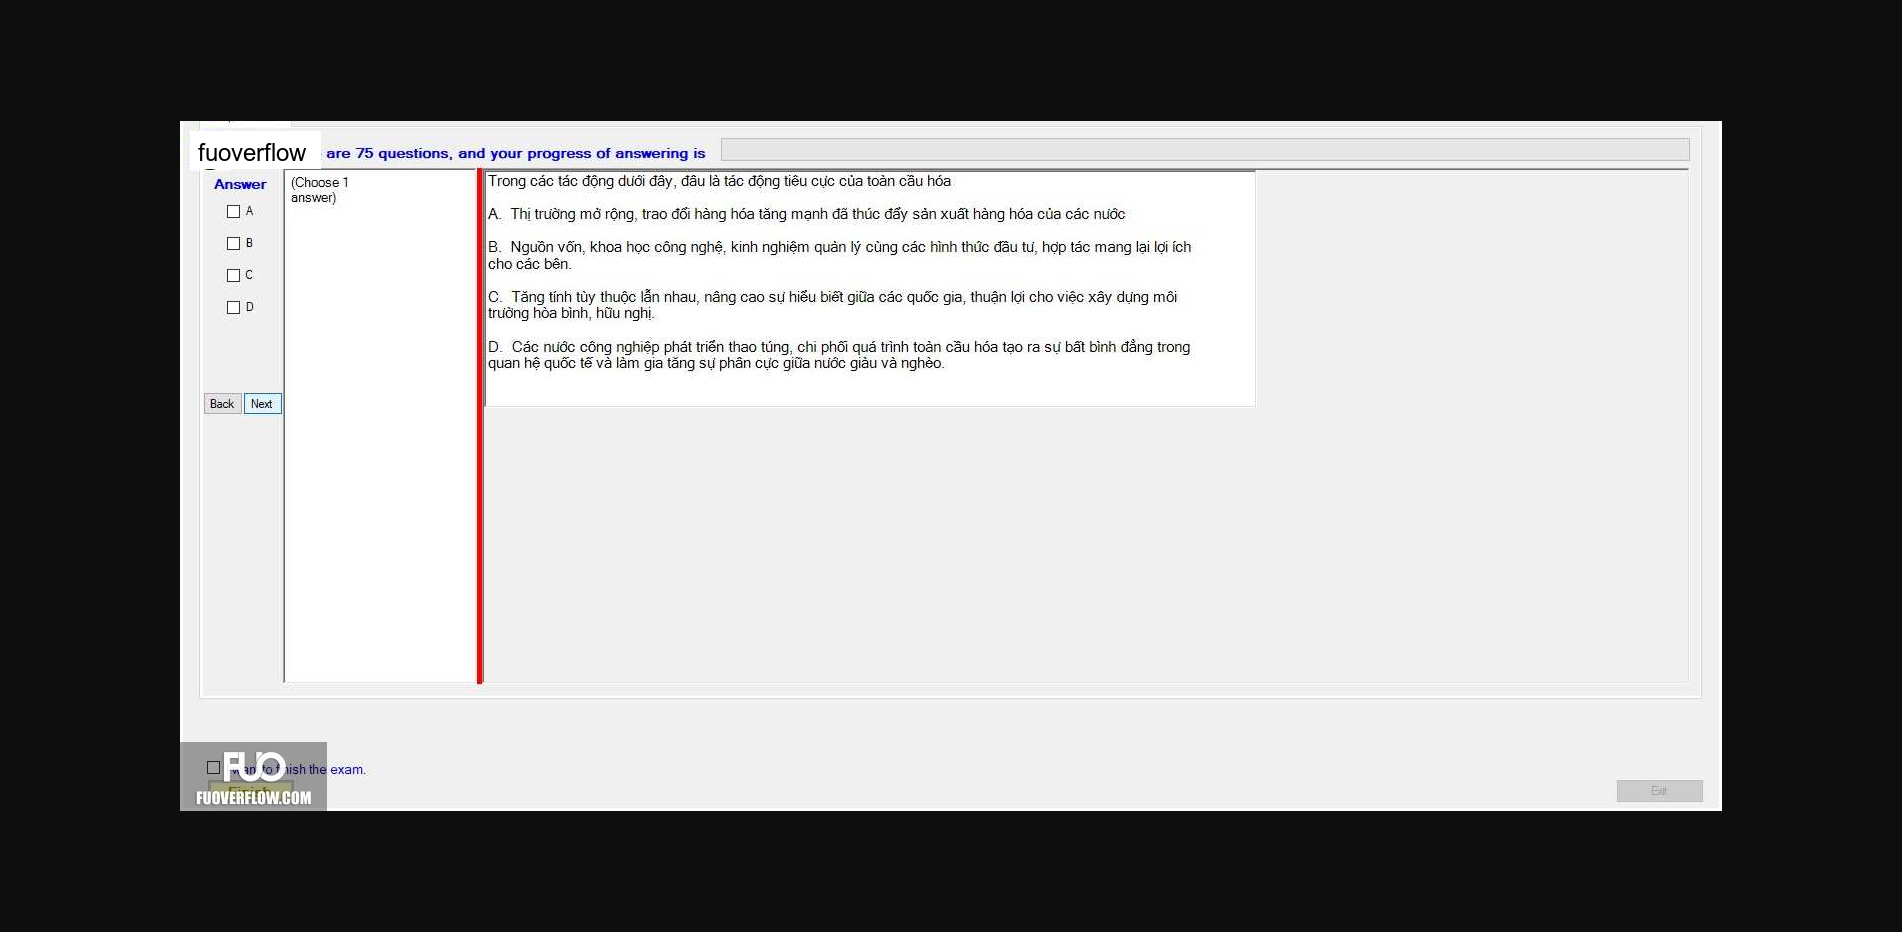 fuoverflow
are 75 questions, and your progress of answering is
Answer
A
B
C
D
Back Next
(Choose 1
answer)
Trong các tác động dưới đây, đâu là tác động tiêu cực của toàn cầu hóa
A. Thị trường mở rộng, trao đổi hàng hóa tăng mạnh đã thúc đẩy sản xuất hàng hóa của các nước
B. Nguồn vốn, khoa học công nghệ, kinh nghiệm quản lý cùng các hình thức đầu tư, hợp tác mang lại lợi ích
cho các bên.
C. Tăng tính tùy thuộc lẫn nhau, nâng cao sự hiểu biết giữa các quốc gia, thuận lợi cho việc xây dựng môi
trường hòa bình, hữu nghị.
D. Các nước công nghiệp phát triển thao túng, chi phối quá trình toàn cầu hóa tạo ra sự bất bình đẳng trong
quan hệ quốc tế và làm gia tăng sự phân cực giữa nước giàu và nghèo.
FUO
want to finish the exam.
Finish
FUOVERFLOW.COM
Exit